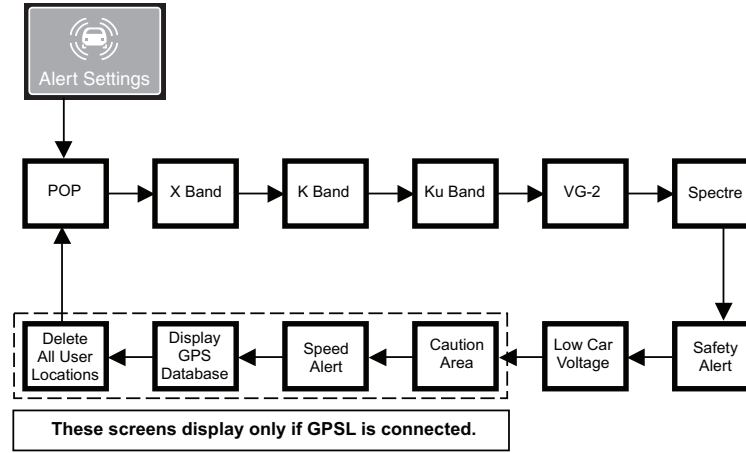 Alert Settings
POP
X Band
K Band
Ku Band
VG-2
Spectre
Delete
All User
Locations
Display
GPS
Database
Speed
Alert
Caution
Area
Low Car
Voltage
Safety
Alert
These screens display only if GPSL is connected.